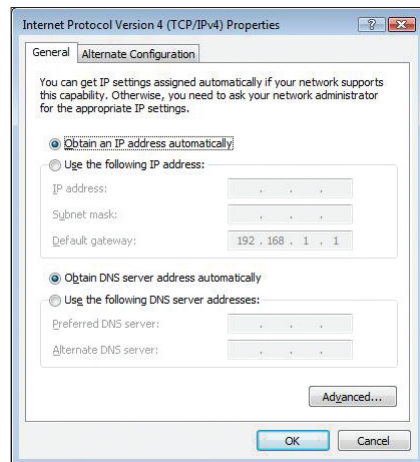 Internet Protocol Version 4 (TCP/IPv4) Properties
General Alternate Configuration
You can get IP settings assigned automatically if your network supports
this capability. Otherwise, you need to ask your network administrator
for the appropriate IP settings.
Obtain an IP address automatically
Use the following IP address:
IP address: . . .
Subnet mask: . . .
Default gateway: 192 . 168 . 1 . 1
Obtain DNS server address automatically
Use the following DNS server addresses:
Preferred DNS server: . . .
Alternate DNS server: . . .
Advanced...
OK Cancel